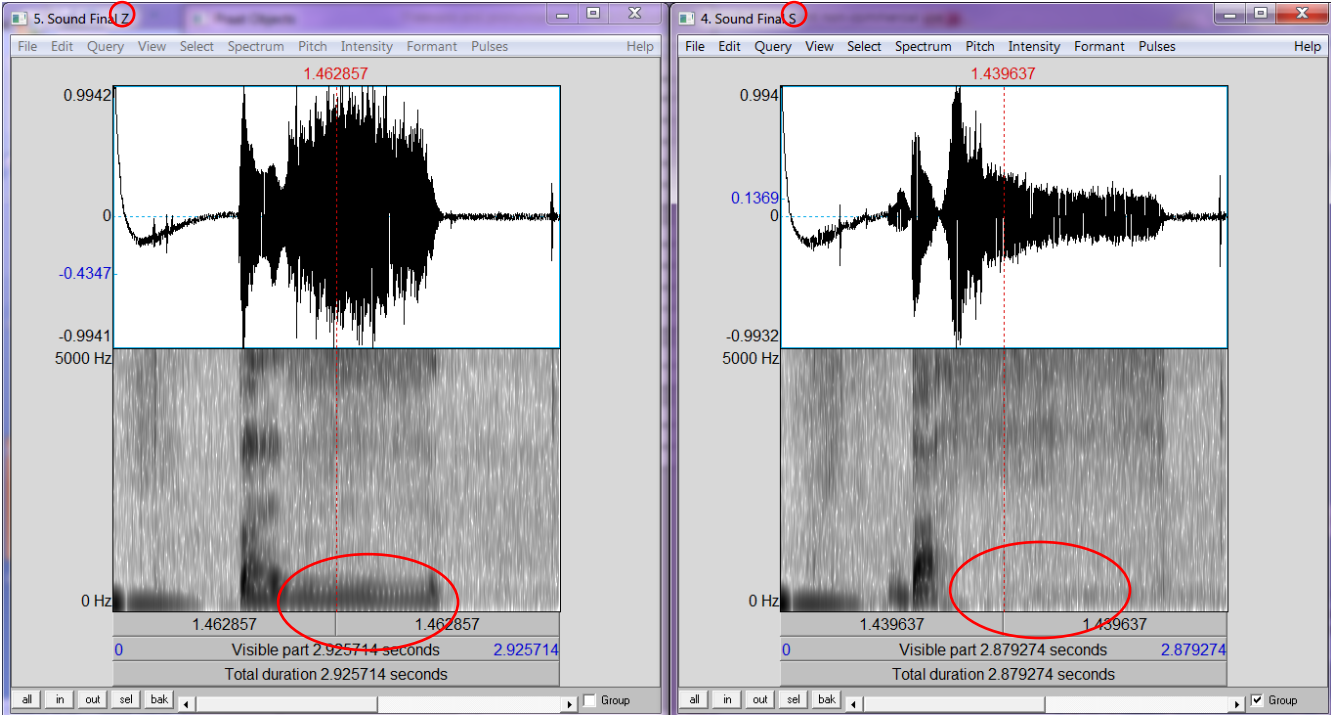 5. Sound Final Z
Praat Objects
File Edit Query View Select Spectrum Pitch Intensity Formant Pulses Help
1.462857
0.9942
0
-0.4347
-0.9941
5000 Hz
0 Hz
1.462857 1.462857
0 Visible part 2.925714 seconds 2.925714
Total duration 2.925714 seconds
all in out sel bak Group
4. Sound Final S
File Edit Query View Select Spectrum Pitch Intensity Formant Pulses Help
1.439637
0.994
0.1369
0
-0.9932
5000 Hz
0 Hz
1.439637 1.439637
0 Visible part 2.879274 seconds 2.879274
Total duration 2.879274 seconds
all in out sel bak Group